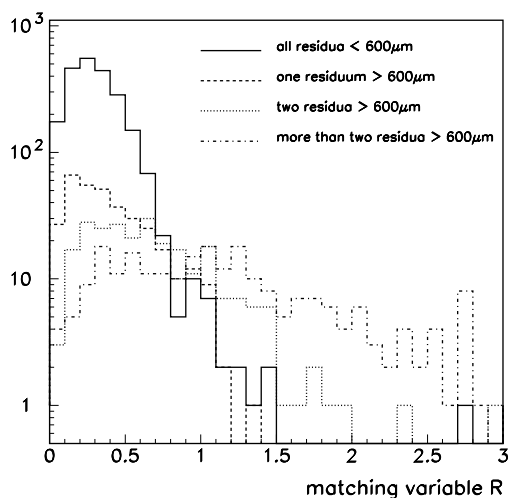 10³
all residua < 600µm
one residuum > 600µm
two residua > 600µm
more than two residua > 600µm
10²
10
1
0 0.5 1 1.5 2 2.5 3
matching variable R